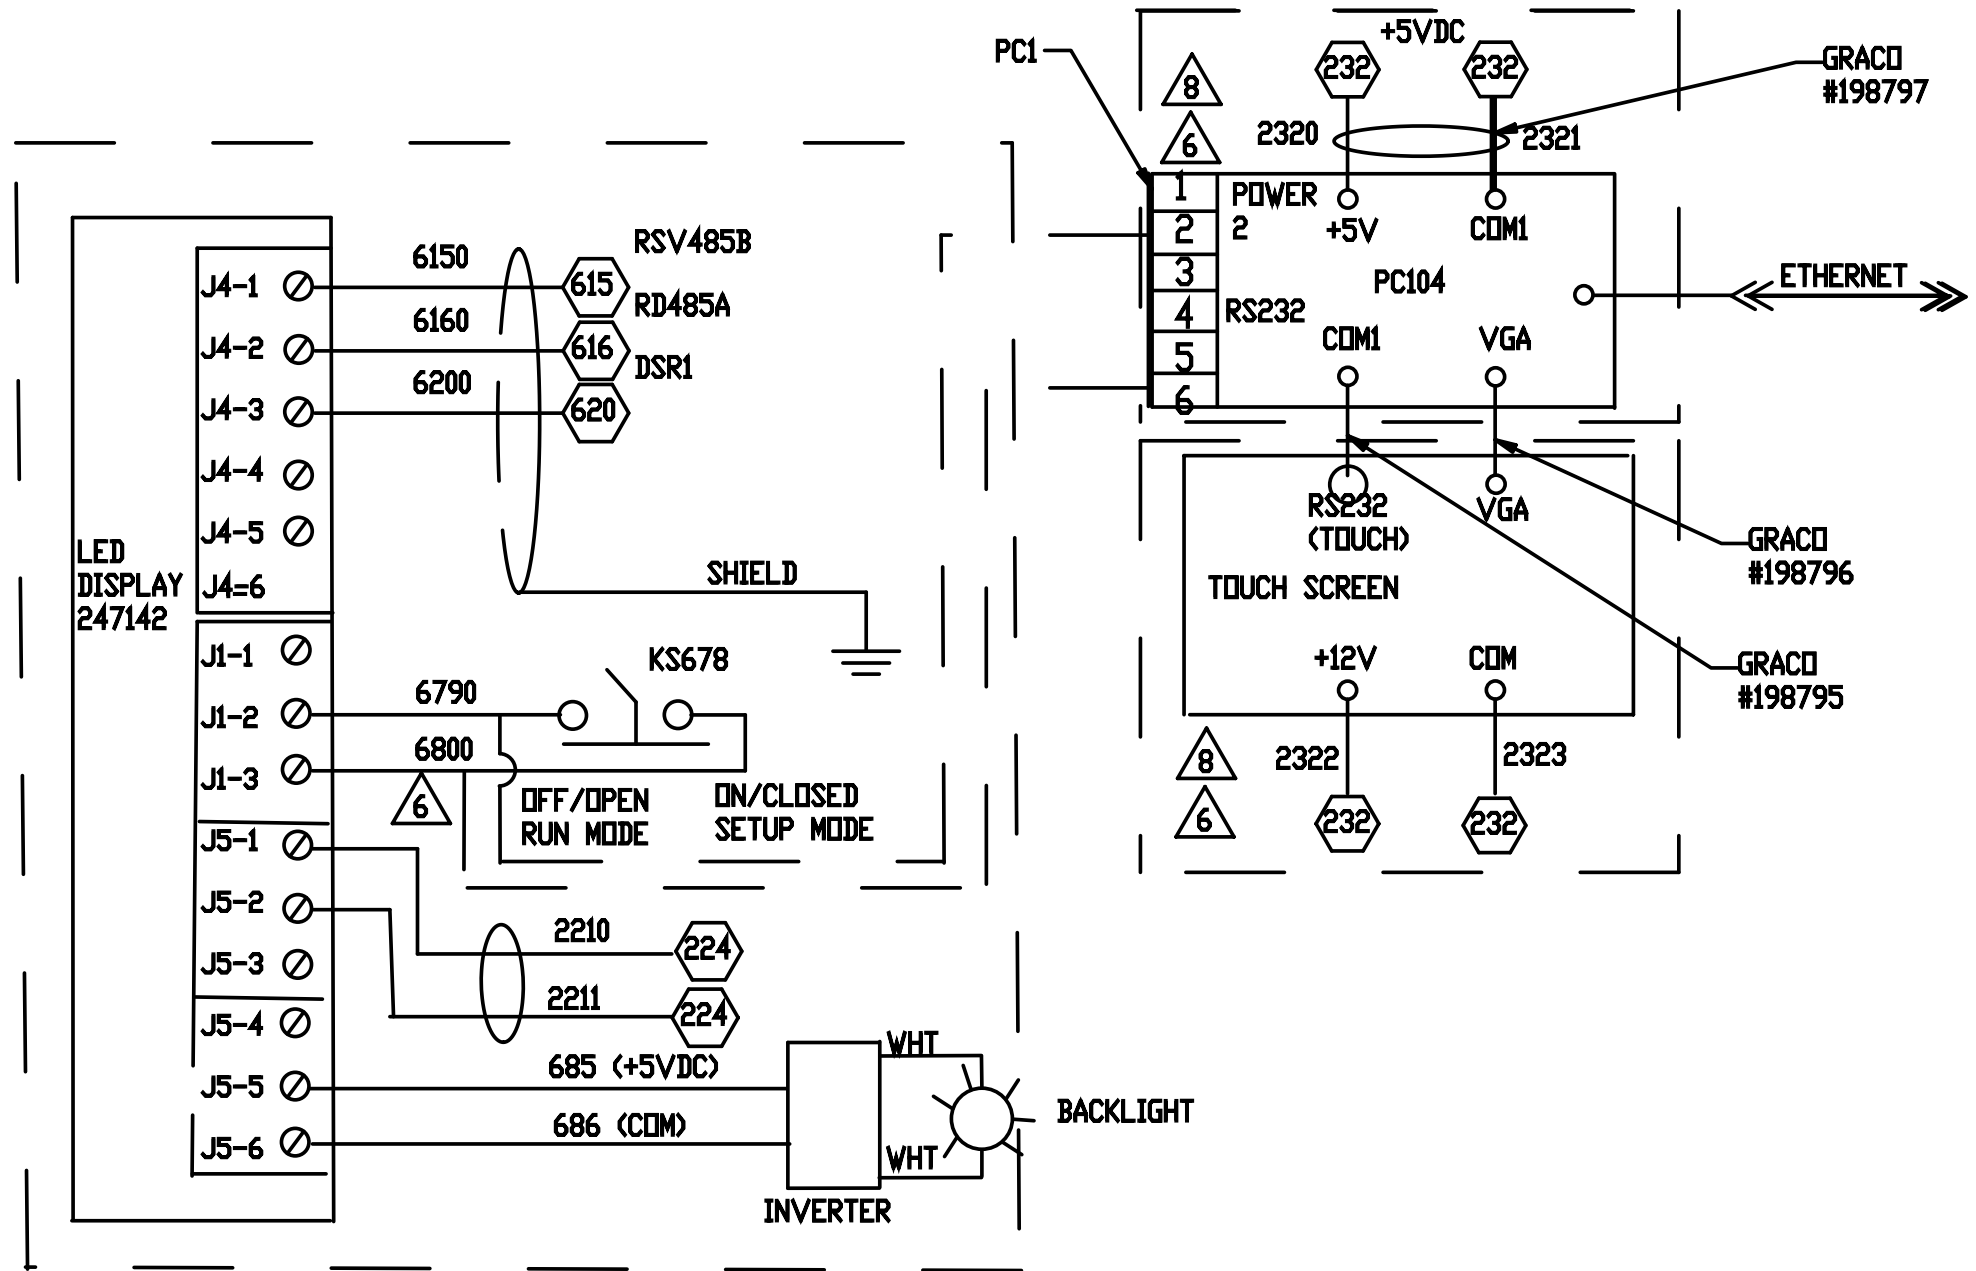 PC1
8
6
+5VDC
232
232
GRACO
#198797
2320
2321
1
2
3
4
5
6
POWER
2
+5V
COM1
PC104
RS232
COM1
VGA
ETHERNET
RS232
(TOUCH)
VGA
TOUCH SCREEN
+12V
COM
GRACO
#198796
GRACO
#198795
8
6
2322
2323
232
232
LED
DISPLAY
247142
J4-1
J4-2
J4-3
J4-4
J4-5
J4=6
J1-1
J1-2
J1-3
J5-1
J5-2
J5-3
J5-4
J5-5
J5-6
6150
615
RSV485B
6160
616
RD485A
6200
620
DSR1
SHIELD
6790
KS678
6800
6
OFF/OPEN
RUN MODE
ON/CLOSED
SETUP MODE
2210
224
2211
224
685 (+5VDC)
686 (COM)
WHT
WHT
INVERTER
BACKLIGHT